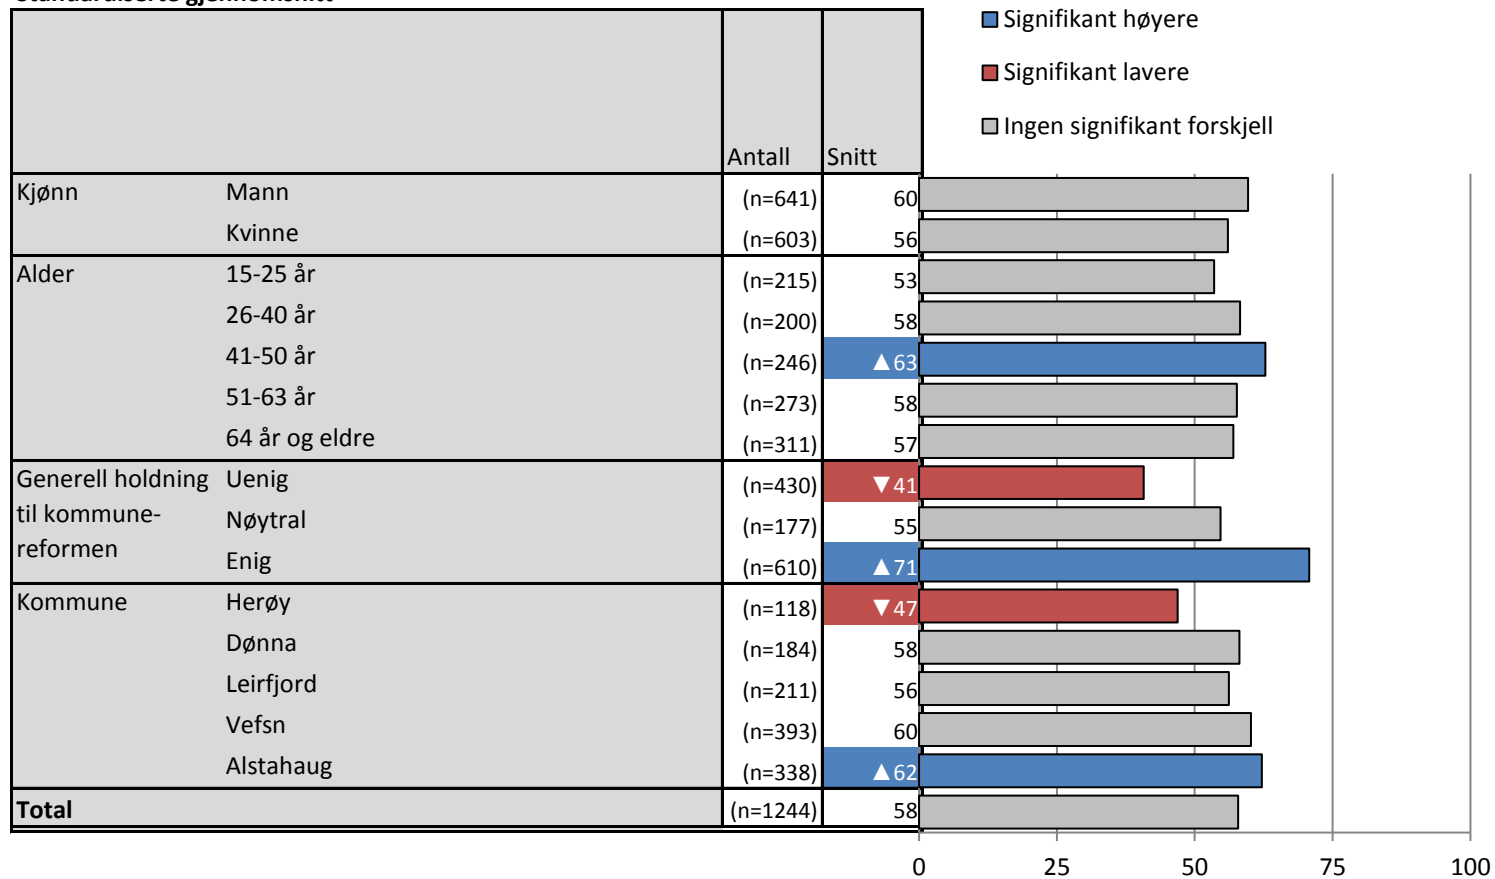 Standardiserte gjennomsnitt
Signifikant høyere
Signifikant lavere
Ingen signifikant forskjell
Antall Snitt
Kjønn Mann (n=641) 60
Kvinne (n=603) 56
Alder 15-25 år (n=215) 53
26-40 år (n=200) 58
41-50 år (n=246) ▲63
51-63 år (n=273) 58
64 år og eldre (n=311) 57
Generell holdning Uenig (n=430) ▼41
til kommune- Nøytral (n=177) 55
reformen Enig (n=610) ▲71
Kommune Herøy (n=118) ▼47
Dønna (n=184) 58
Leirfjord (n=211) 56
Vefsn (n=393) 60
Alstahaug (n=338) ▲62
Total (n=1244) 58
0 25 50 75 100